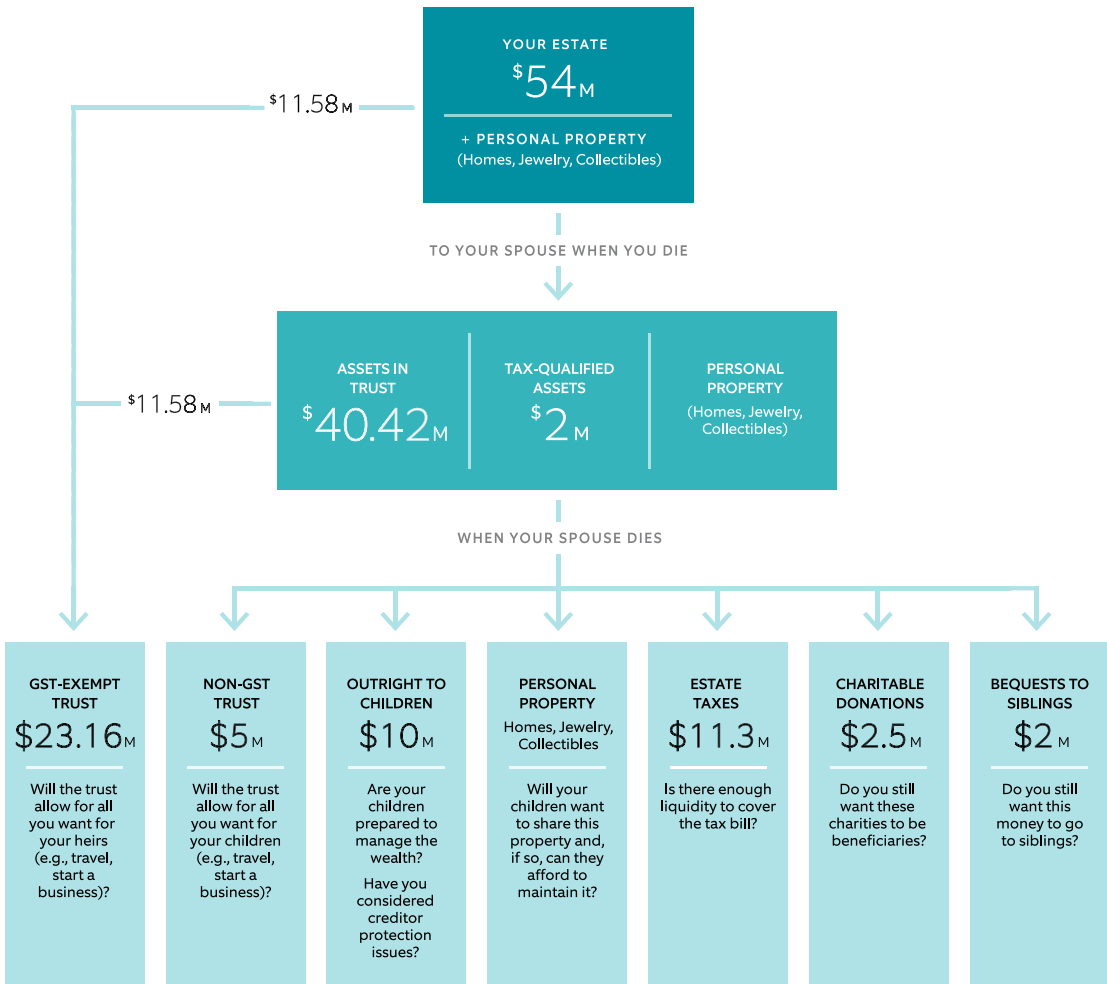 YOUR ESTATE
$54M
+ PERSONAL PROPERTY
(Homes, Jewelry, Collectibles)
$11.58M
TO YOUR SPOUSE WHEN YOU DIE
ASSETS IN
TRUST
$40.42M
TAX-QUALIFIED
ASSETS
$2M
PERSONAL
PROPERTY
(Homes, Jewelry,
Collectibles)
$11.58M
WHEN YOUR SPOUSE DIES
GST-EXEMPT
TRUST
$23.16M
Will the trust
allow for all
you want for
your heirs
(e.g., travel,
start a
business)?
NON-GST
TRUST
$5M
Will the trust
allow for all
you want for
your children
(e.g., travel,
start a
business)?
OUTRIGHT TO
CHILDREN
$10M
Are your
children
prepared to
manage the
wealth?
Have you
considered
creditor
protection
issues?
PERSONAL
PROPERTY
Homes, Jewelry,
Collectibles
Will your
children want
to share this
property and,
if so, can they
afford to
maintain it?
ESTATE
TAXES
$11.3M
Is there enough
liquidity to cover
the tax bill?
CHARITABLE
DONATIONS
$2.5M
Do you still
want these
charities to be
beneficiaries?
BEQUESTS TO
SIBLINGS
$2M
Do you still
want this
money to go
to siblings?